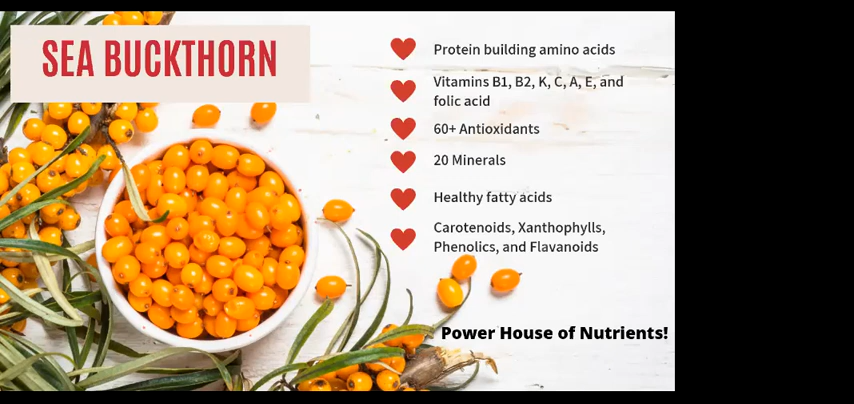 SEA BUCKTHORN
Protein building amino acids
Vitamins B1, B2, K, C, A, E, and
folic acid
60+ Antioxidants
20 Minerals
Healthy fatty acids
Carotenoids, Xanthophylls,
Phenolics, and Flavanoids
Power House of Nutrients!